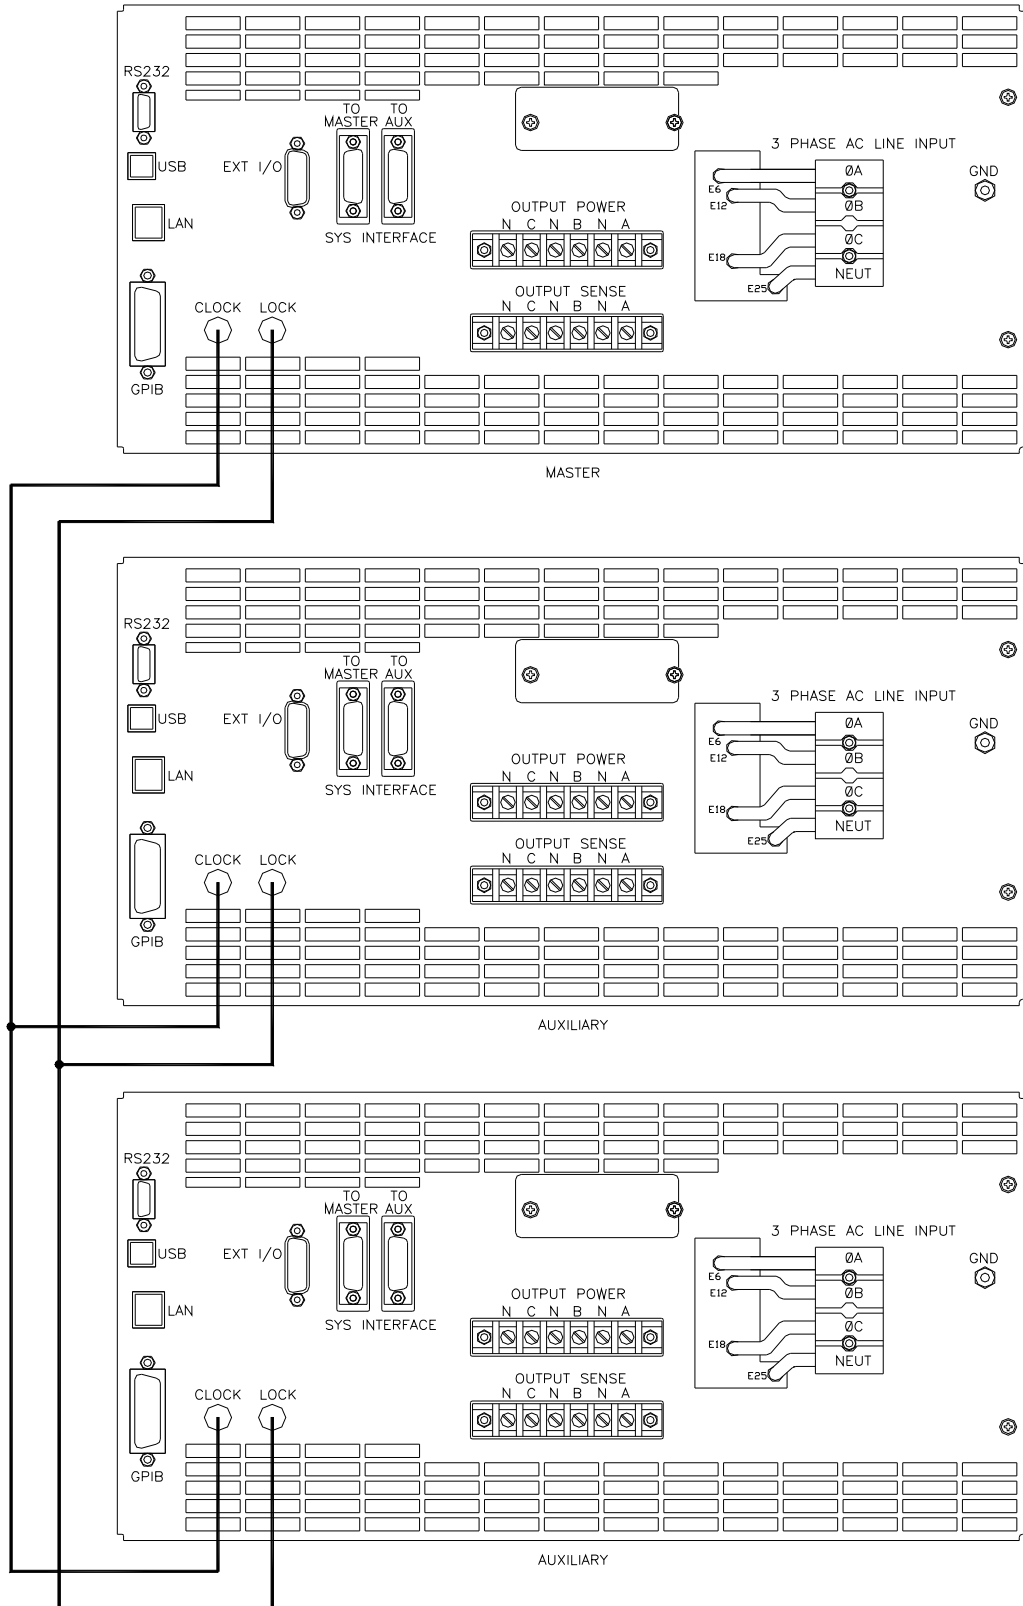 RS232
TO TO
MASTER AUX
3 PHASE AC LINE INPUT
USB
EXT I/O
ØA
GND
E6
E12
ØB
LAN
OUTPUT POWER
N C N B N A
SYS INTERFACE
ØC
E18
NEUT
E25
OUTPUT SENSE
N C N B N A
CLOCK LOCK
GPIB
MASTER
RS232
TO TO
MASTER AUX
3 PHASE AC LINE INPUT
USB
EXT I/O
ØA
GND
E6
E12
ØB
LAN
OUTPUT POWER
N C N B N A
SYS INTERFACE
ØC
E18
NEUT
E25
OUTPUT SENSE
N C N B N A
CLOCK LOCK
GPIB
AUXILIARY
RS232
TO TO
MASTER AUX
3 PHASE AC LINE INPUT
USB
EXT I/O
ØA
GND
E6
E12
ØB
LAN
OUTPUT POWER
N C N B N A
SYS INTERFACE
ØC
E18
NEUT
E25
OUTPUT SENSE
N C N B N A
CLOCK LOCK
GPIB
AUXILIARY